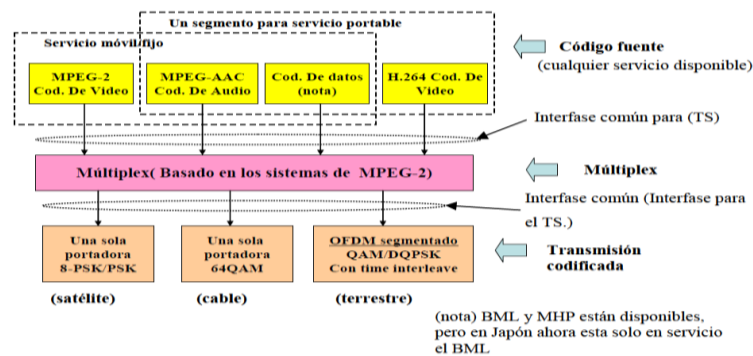 Un segmento para servicio portable
Servicio móvil/fijo
Código fuente
(cualquier servicio disponible)
MPEG-2
Cod. De Video
MPEG-AAC
Cod. De Audio
Cod. De datos
(nota)
H.264 Cod. De
Video
Interfase común para (TS)
Múltiplex( Basado en los sistemas de MPEG-2)
Múltiplex
Interfase común (Interfase para
el TS.)
Una sola
portadora
8-PSK/PSK
Una sola
portadora
64QAM
OFDM segmentado
QAM/DQPSK
Con time interleave
Transmisión
codificada
(satélite)
(cable)
(terrestre)
(nota) BML y MHP están disponibles,
pero en Japón ahora esta solo en servicio
el BML